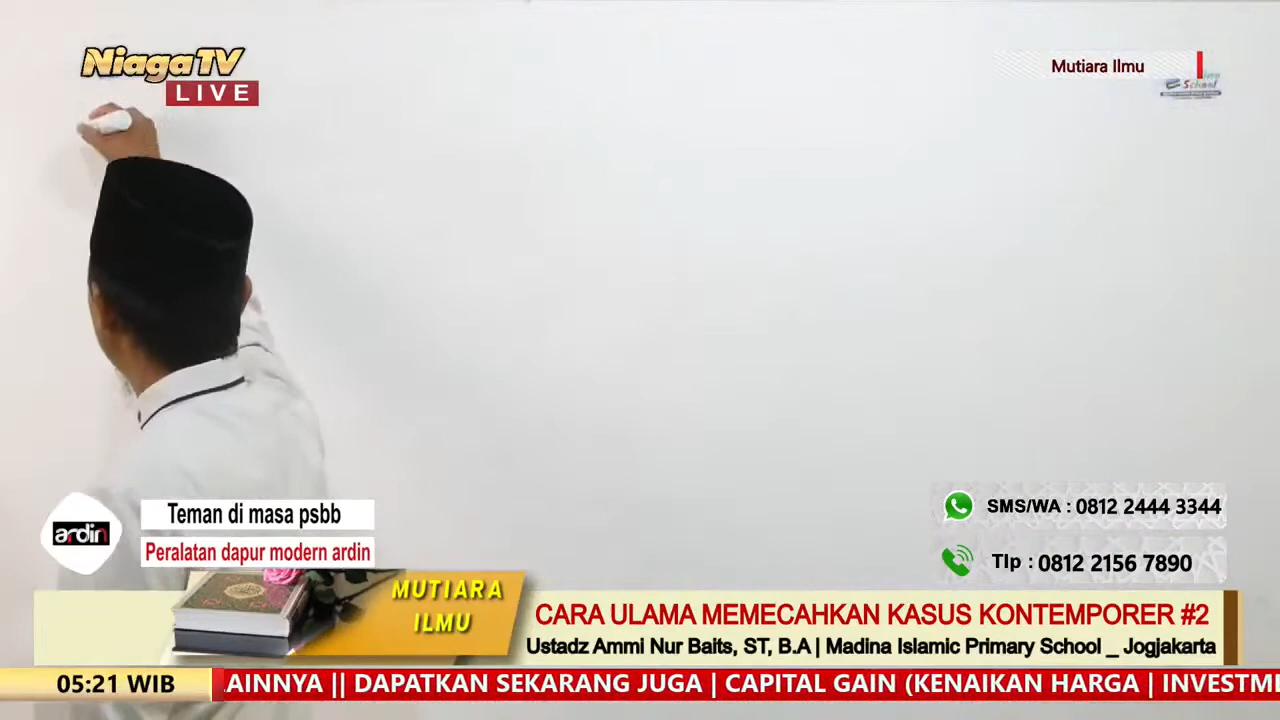 NiagaTV
LIVE
Mutiara Ilmu
School
ardin
Teman di masa psbb
Peralatan dapur modern ardin
SMS/WA : 0812 2444 3344
Tlp : 0812 2156 7890
MUTIARA
ILMU
CARA ULAMA MEMECAHKAN KASUS KONTEMPORER #2
Ustadz Ammi Nur Baits, ST, B.A | Madina Islamic Primary School _ Jogjakarta
05:21 WIB
AINNYA || DAPATKAN SEKARANG JUGA | CAPITAL GAIN (KENAIKAN HARGA | INVESTM